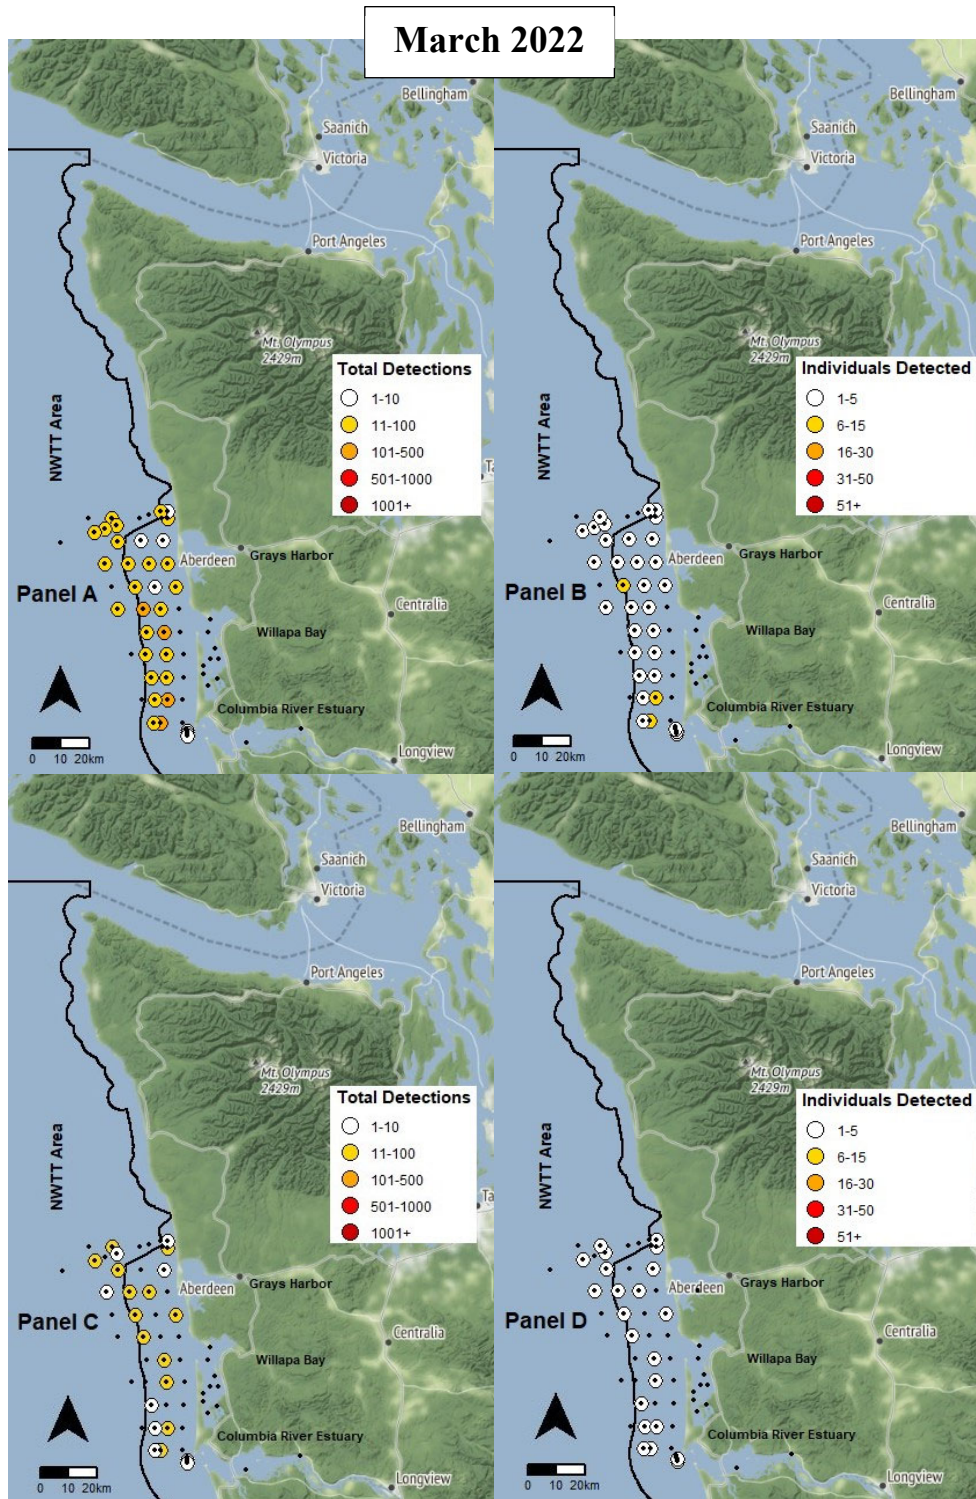 March 2022
Bellingham
Saanich
Victoria
Port Angeles
Mt. Olympus
2429m
NWTT Area
Total Detections
1-10
11-100
101-500
501-1000
1001+
Ta
Aberdeen
Grays Harbor
Panel A
Centralia
Willapa Bay
Columbia River Estuary
Longview
0 10 20km
Bellingham
Saanich
Victoria
Port Angeles
Mt. Olympus
2429m
NWTT Area
Individuals Detected
1-5
6-15
16-30
31-50
51+
Aberdeen
Grays Harbor
Panel B
Centralia
Willapa Bay
Columbia River Estuary
Longview
0 10 20km
Bellingham
Saanich
Victoria
Port Angeles
Mt. Olympus
2429m
NWTT Area
Total Detections
1-10
11-100
101-500
501-1000
1001+
Ta
Aberdeen
Grays Harbor
Panel C
Centralia
Willapa Bay
Columbia River Estuary
Longview
0 10 20km
Bellingham
Saanich
Victoria
Port Angeles
Mt. Olympus
2429m
NWTT Area
Individuals Detected
1-5
6-15
16-30
31-50
51+
Aberdeen
Grays Harbor
Panel D
Centralia
Willapa Bay
Columbia River Estuary
Longview
0 10 20km